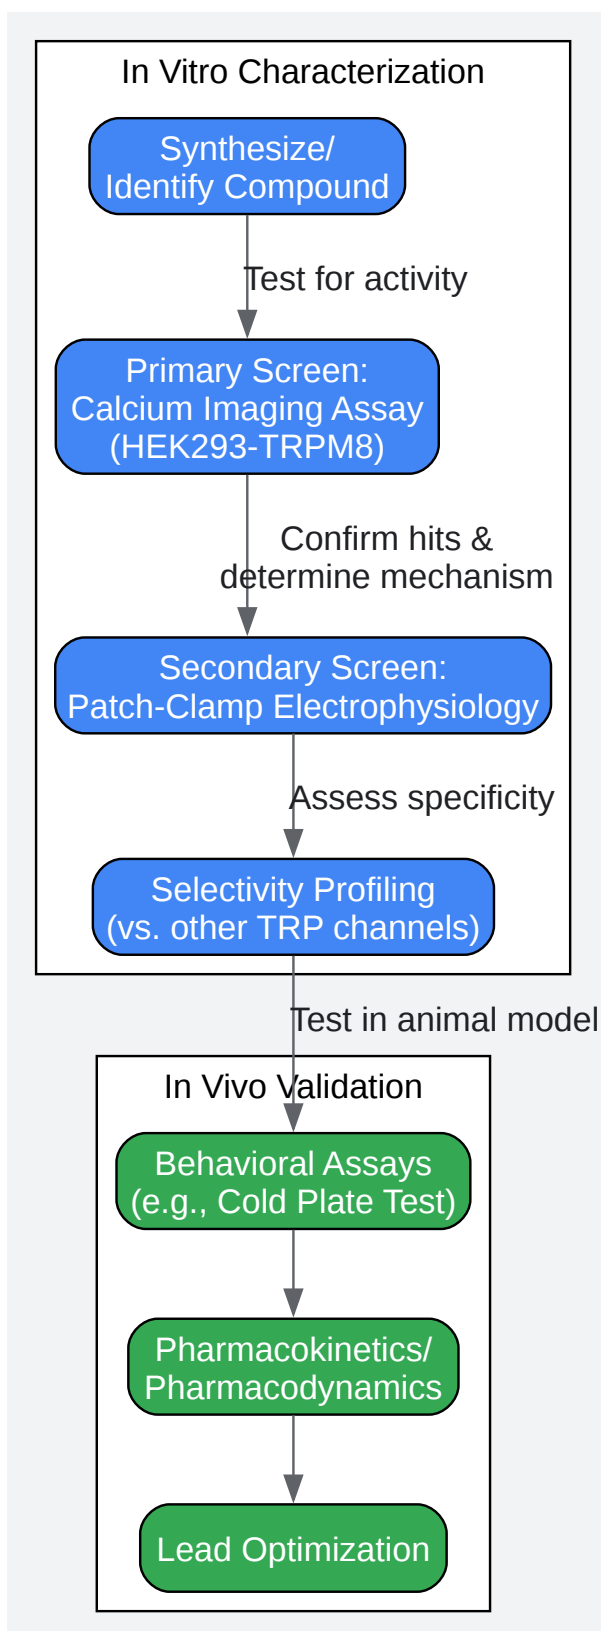 In Vitro Characterization
Synthesize/
Identify Compound
Test for activity
Primary Screen:
Calcium Imaging Assay
(HEK293-TRPM8)
Confirm hits &
determine mechanism
Secondary Screen:
Patch-Clamp Electrophysiology
Assess specificity
Selectivity Profiling
(vs. other TRP channels)
Test in animal model
In Vivo Validation
Behavioral Assays
(e.g., Cold Plate Test)
Pharmacokinetics/
Pharmacodynamics
Lead Optimization